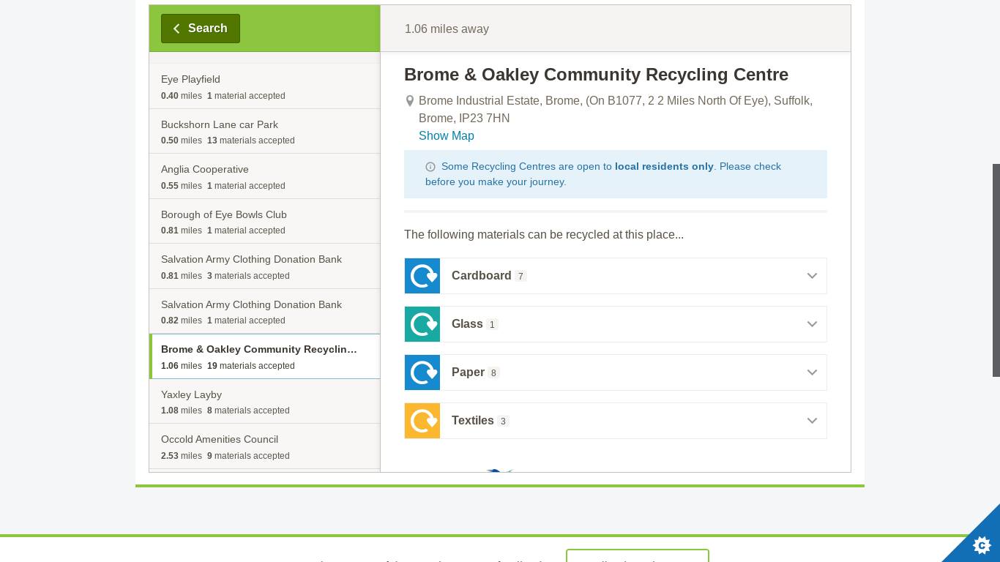 Search
Eye Playfield
0.40 miles 1 material accepted
Buckshorn Lane car Park
0.50 miles 13 materials accepted
Anglia Cooperative
0.55 miles 1 material accepted
Borough of Eye Bowls Club
0.81 miles 1 material accepted
Salvation Army Clothing Donation Bank
0.81 miles 3 materials accepted
Salvation Army Clothing Donation Bank
0.82 miles 1 material accepted
Brome & Oakley Community Recyclin…
1.06 miles 19 materials accepted
Yaxley Layby
1.08 miles 8 materials accepted
Occold Amenities Council
2.53 miles 9 materials accepted
1.06 miles away
Brome & Oakley Community Recycling Centre
Brome Industrial Estate, Brome, (On B1077, 2 2 Miles North Of Eye), Suffolk,
Brome, IP23 7HN
Show Map
Some Recycling Centres are open to local residents only. Please check
before you make your journey.
The following materials can be recycled at this place...
Cardboard 7
Glass 1
Paper 8
Textiles 3